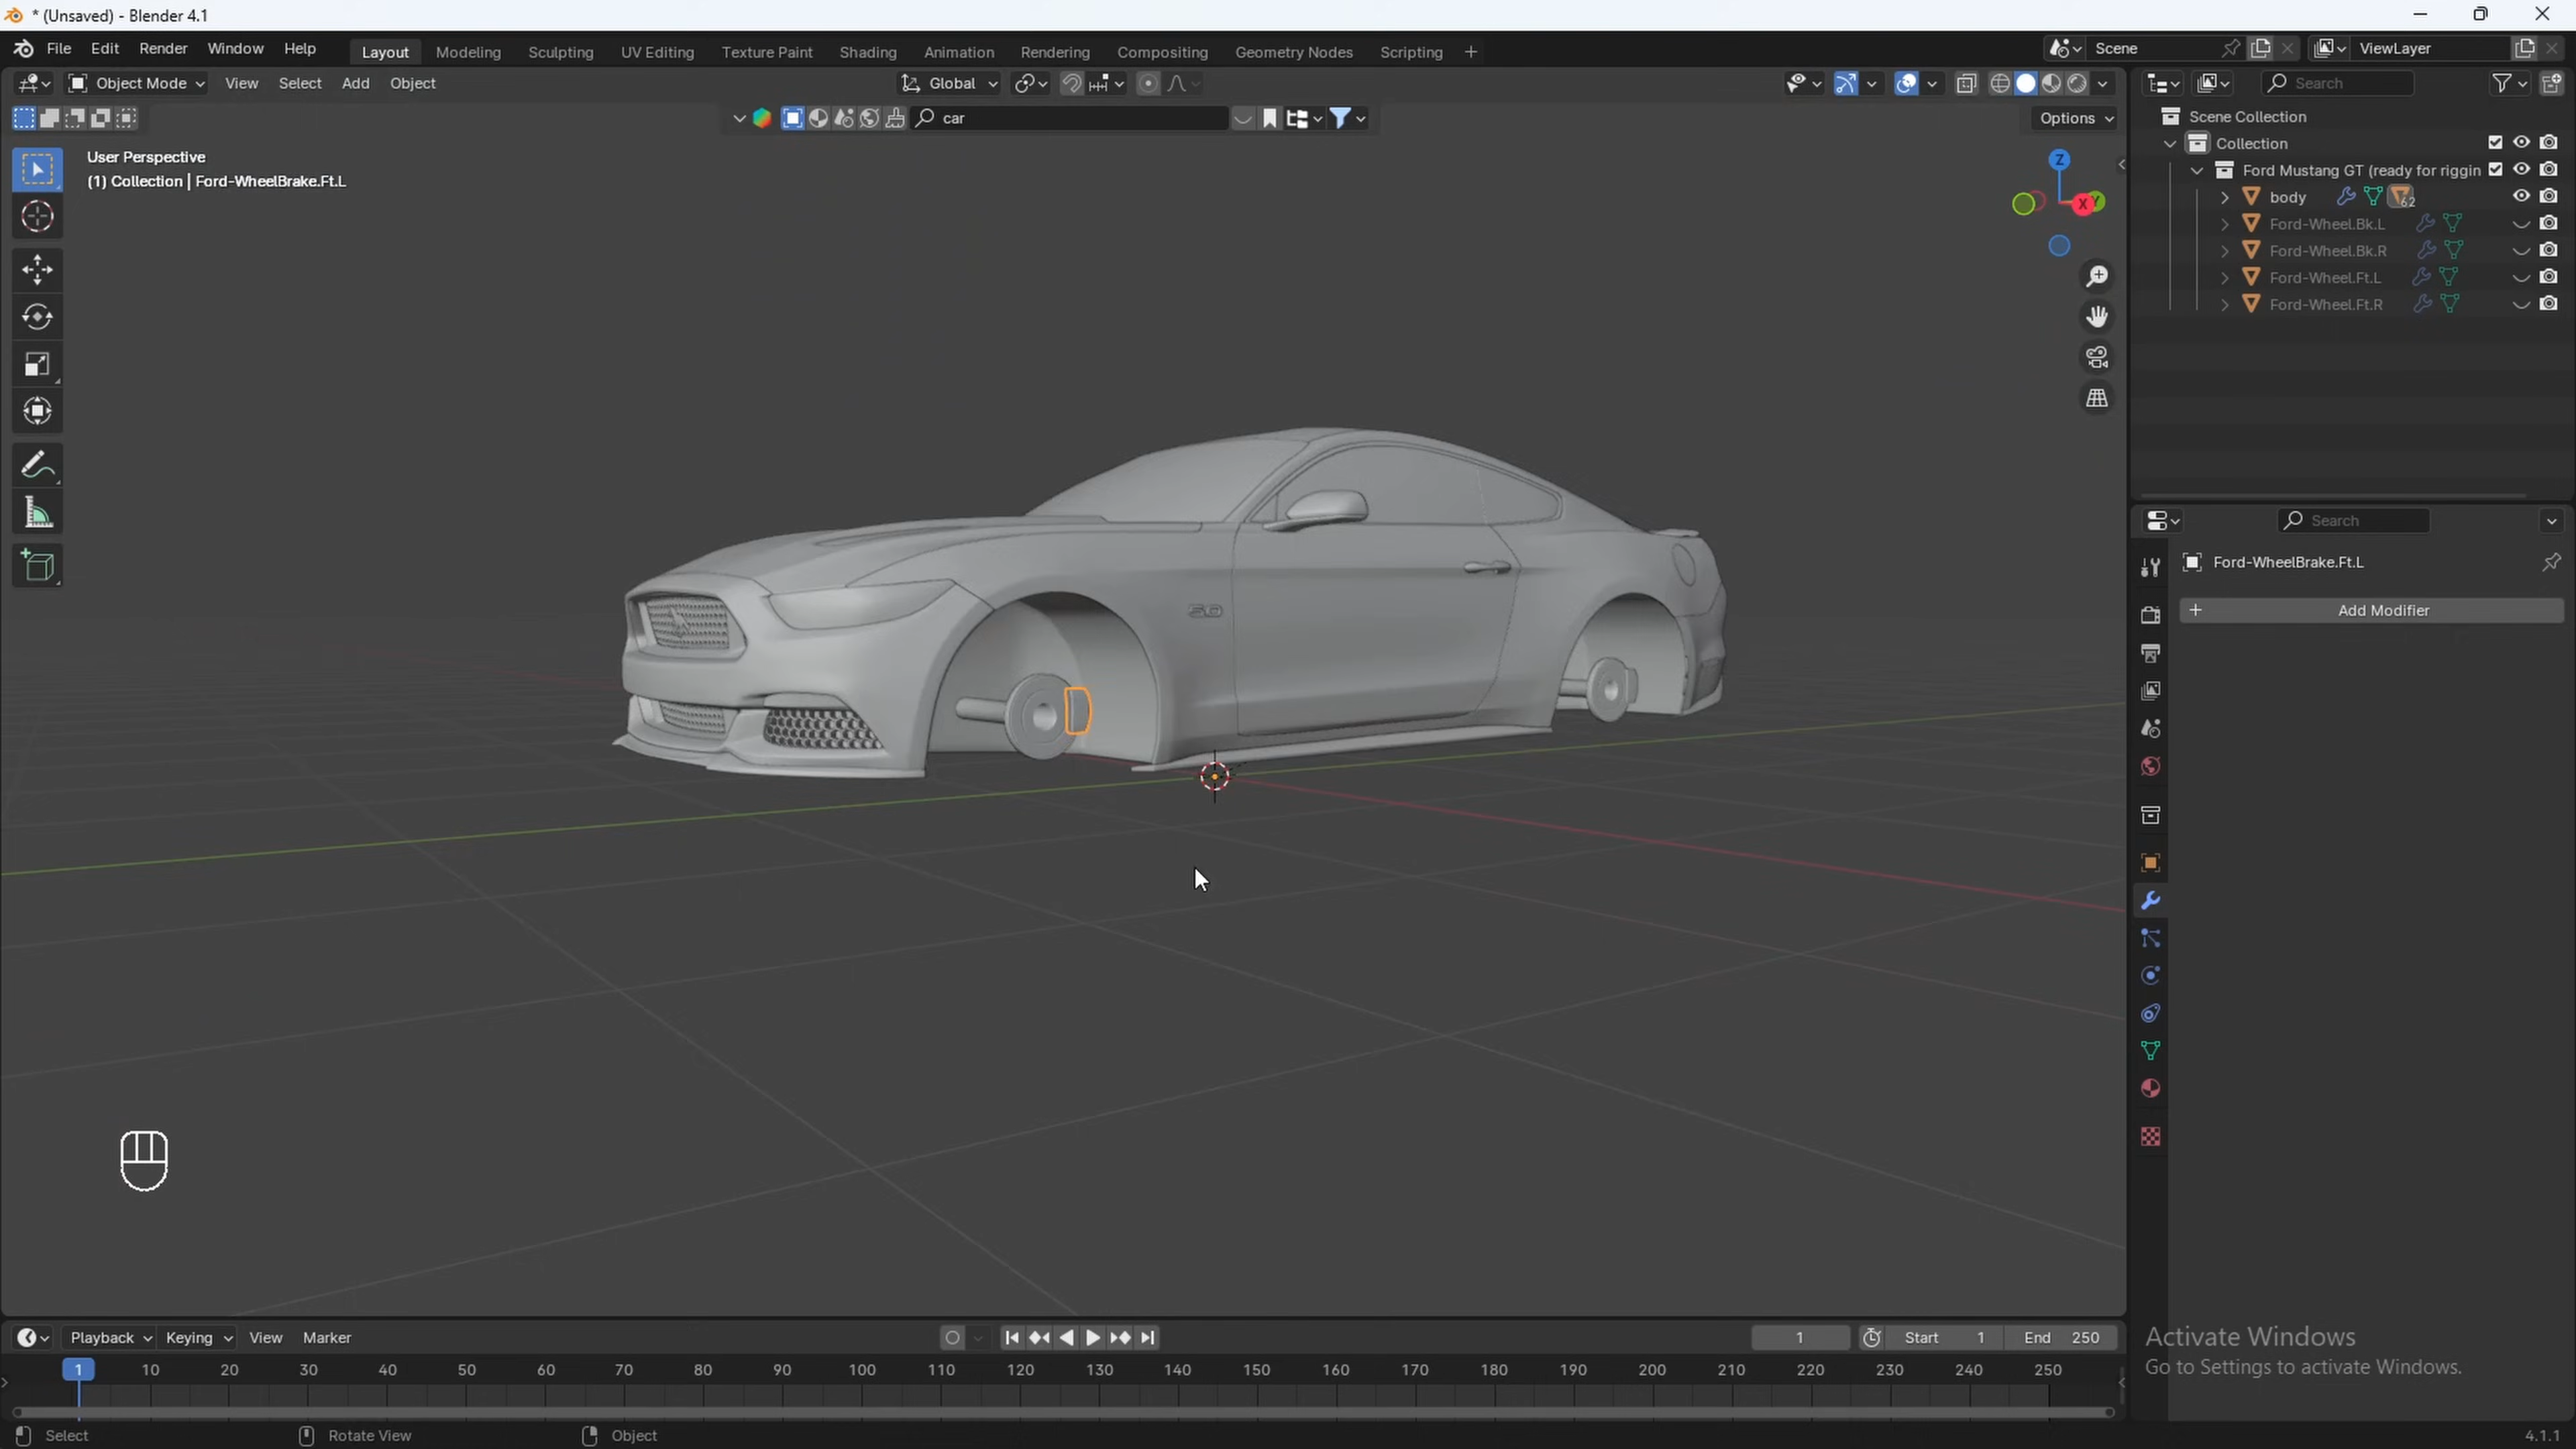 * (Unsaved) - Blender 4.1
File Edit Render Window Help Layout Modeling Sculpting UV Editing Texture Paint Shading Animation Rendering Compositing Geometry Nodes Scripting + Scene ViewLayer
Object Mode View Select Add Object Global Search
car Options
User Perspective
(1) Collection | Ford-WheelBrake.Ft.L
Z
X
Y
5.0
Scene Collection
Collection
Ford Mustang GT (ready for riggin
body 62
Ford-Wheel.Bk.L
Ford-Wheel.Bk.R
Ford-Wheel.Ft.L
Ford-Wheel.Ft.R
Search
Ford-WheelBrake.Ft.L
+ Add Modifier
Playback Keying View Marker 1 Start 1 End 250
1 10 20 30 40 50 60 70 80 90 100 110 120 130 140 150 160 170 180 190 200 210 220 230 240 250
Activate Windows
Go to Settings to activate Windows.
Select Rotate View Object 4.1.1